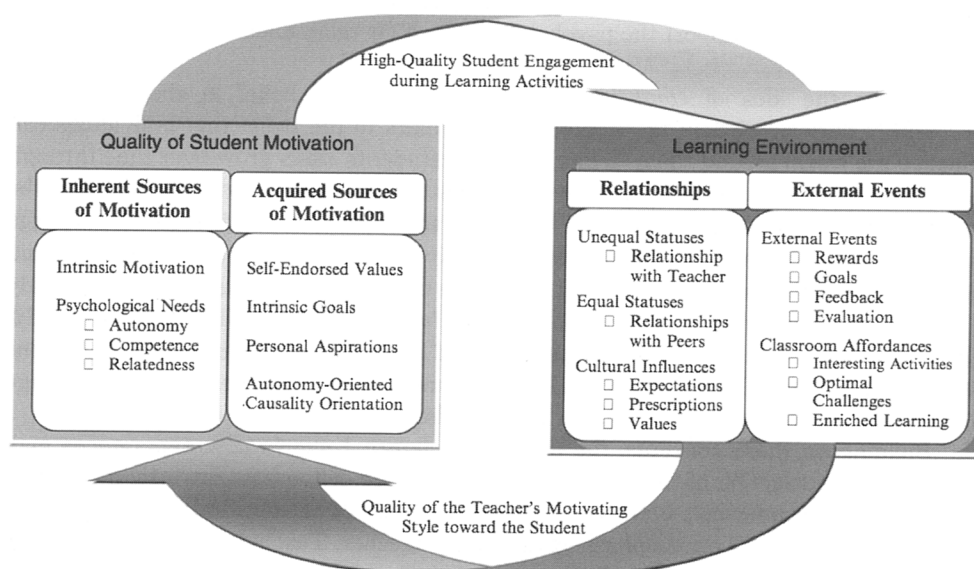 High-Quality Student Engagement
during Learning Activities
Quality of Student Motivation
Inherent Sources
of Motivation
Acquired Sources
of Motivation
Intrinsic Motivation
Psychological Needs
Autonomy
Competence
Relatedness
Self-Endorsed Values
Intrinsic Goals
Personal Aspirations
Autonomy-Oriented
Causality Orientation
Learning Environment
Relationships
External Events
Unequal Statuses
Relationship
with Teacher
Equal Statuses
Relationships
with Peers
Cultural Influences
Expectations
Prescriptions
Values
External Events
Rewards
Goals
Feedback
Evaluation
Classroom Affordances
Interesting Activities
Optimal
Challenges
Enriched Learning
Quality of the Teacher's Motivating
Style toward the Student